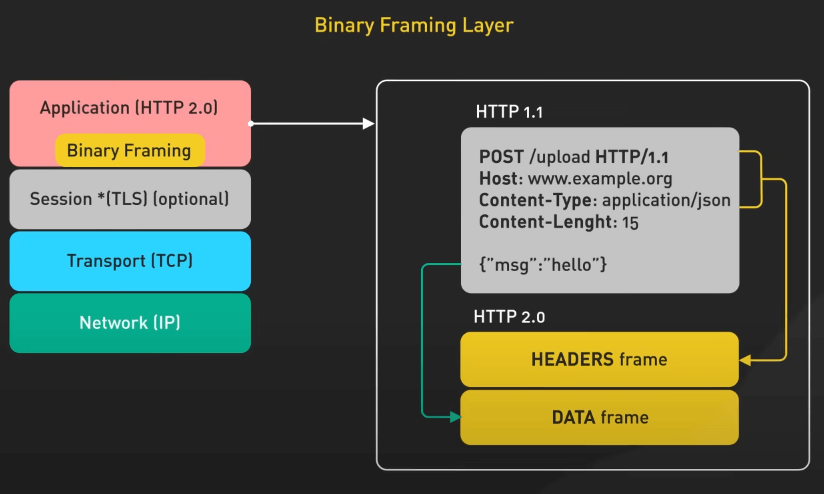 Binary Framing Layer
Application (HTTP 2.0)
Binary Framing
Session *(TLS) (optional)
Transport (TCP)
Network (IP)
HTTP 1.1
POST /upload HTTP/1.1
Host: www.example.org
Content-Type: application/json
Content-Lenght: 15
{”msg”:”hello”}
HTTP 2.0
HEADERS frame
DATA frame